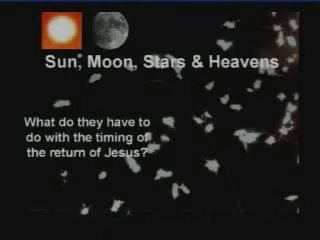 Sun, Moon, Stars & Heavens
What do they have to
do with the timing of
the return of Jesus?